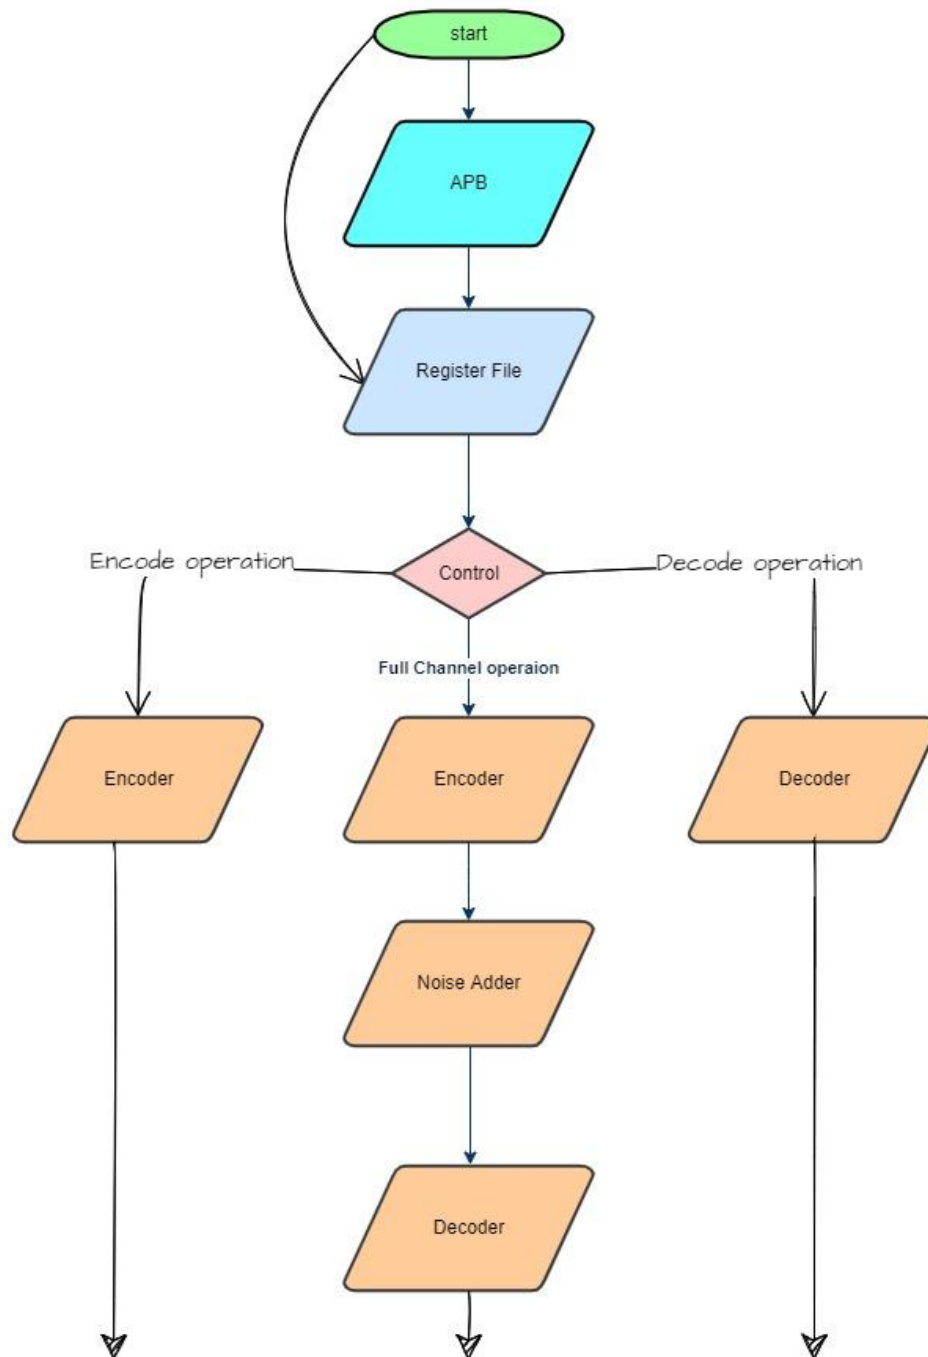 start
APB
Register File
Control
Encode operation
Decode operation
Full Channel operaion
Encoder
Encoder
Decoder
Noise Adder
Decoder